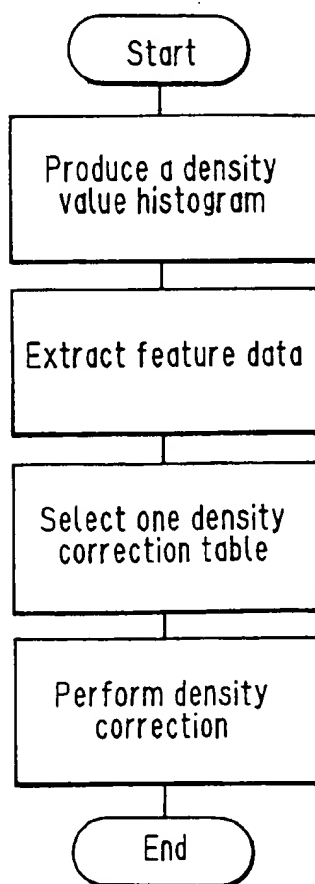 Start
Produce a density
value histogram
Extract feature data
Select one density
correction table
Perform density
correction
End